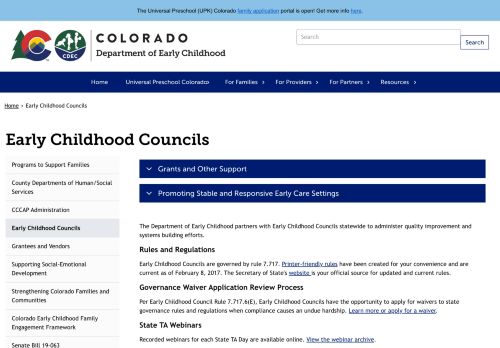 The Universal Preschool (UPK) Colorado family application portal is open! Get more info here.
COLORADO
Department of Early Childhood
CDEC
Search
Search
Home
Universal Preschool Colorado
For Families
For Providers
For Partners
Resources
Home › Early Childhood Councils
Early Childhood Councils
Programs to Support Families
County Departments of Human/Social
Services
CCCAP Administration
Early Childhood Councils
Grantees and Vendors
Supporting Social-Emotional
Development
Strengthening Colorado Families and
Communities
Colorado Early Childhood Family
Engagement Framework
Senate Bill 19-063
Grants and Other Support
Promoting Stable and Responsive Early Care Settings
The Department of Early Childhood partners with Early Childhood Councils statewide to administer quality improvement and
systems building efforts.
Rules and Regulations
Early Childhood Councils are governed by rule 7.717. Printer-friendly rules have been created for your convenience and are
current as of February 8, 2017. The Secretary of State's website is your official source for updated and current rules.
Governance Waiver Application Review Process
Per Early Childhood Council Rule 7.717.6(E), Early Childhood Councils have the opportunity to apply for waivers to state
governance rules and regulations when compliance causes an undue hardship. Learn more or apply for a waiver.
State TA Webinars
Recorded webinars for each State TA Day are available online. View the webinar archive.